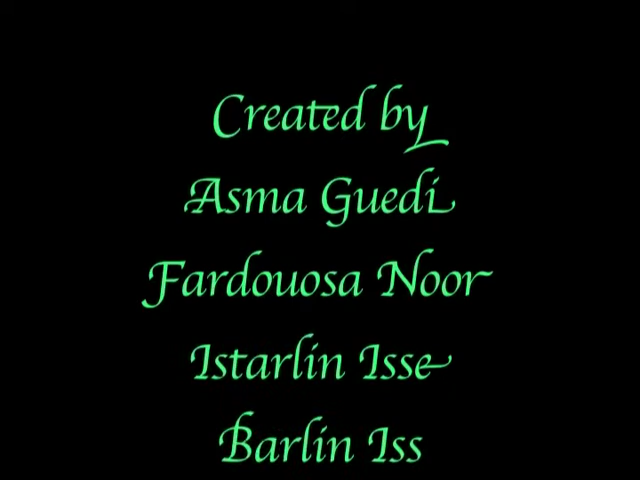 Created by
Asma Guedi
Fardouosa Noor
Istarlin Isse
Barlin Iss